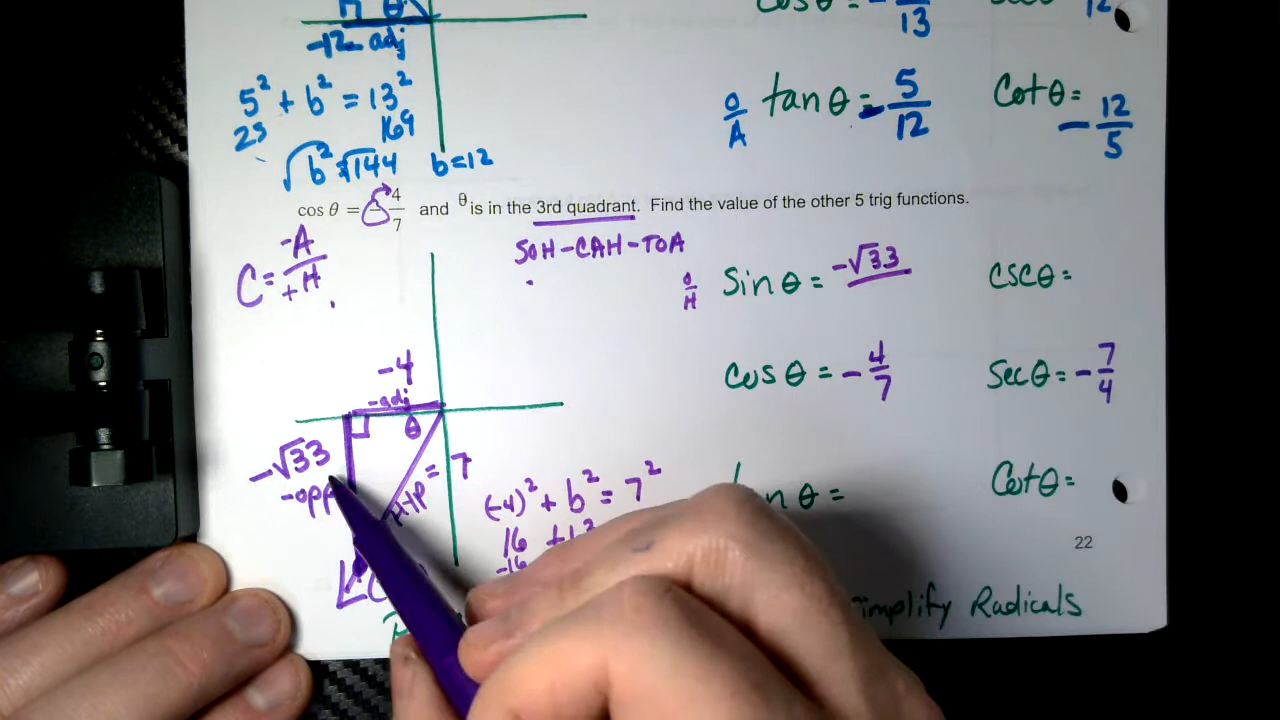 θ
-12 adj
cos θ = - /13
12
5² + b² = 13²
25 169
√b² = √144 b = 12
O/A tan θ = - 5/12
Cot θ = - 12/5
cos θ = - 4/7 and θ is in the 3rd quadrant. Find the value of the other 5 trig functions.
C = -A/+H
SOH - CAH - TOA
O/H Sin θ = -√33
CSC θ =
-4
-adj
θ
cos θ = - 4/7
Sec θ = - 7/4
-√33
-opp
HYP = 7
(-4)² + b² = 7²
16 +
-16
θ =
Cot θ =
22
Radicals